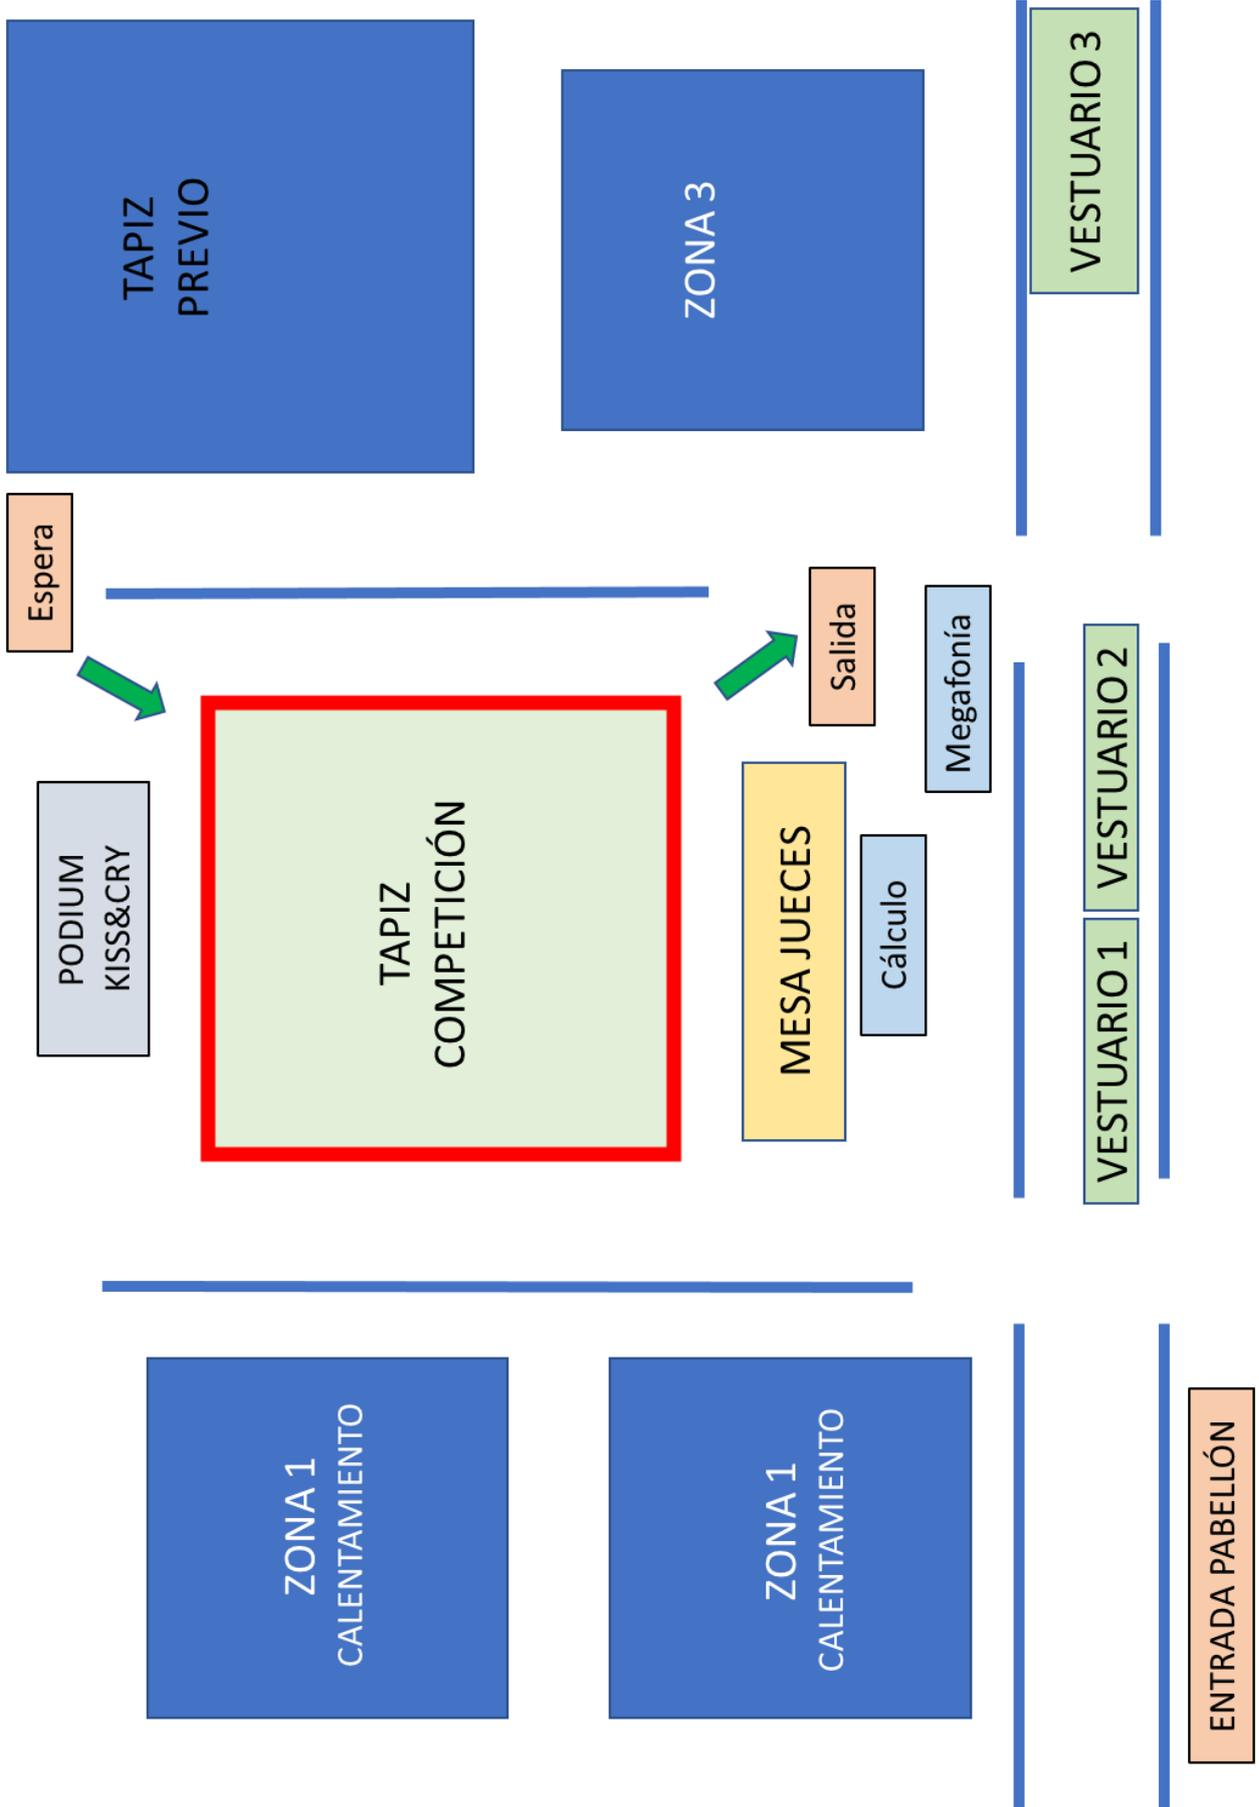 Espera
PODIUM
KISS&CRY
TAPIZ
PREVIO
ZONA 1
CALENTAMIENTO
TAPIZ
COMPETICIÓN
ZONA 3
ZONA 1
CALENTAMIENTO
MESA JUECES
Salida
Cálculo
Megafonía
VESTUARIO 1
VESTUARIO 2
VESTUARIO 3
ENTRADA PABELLÓN